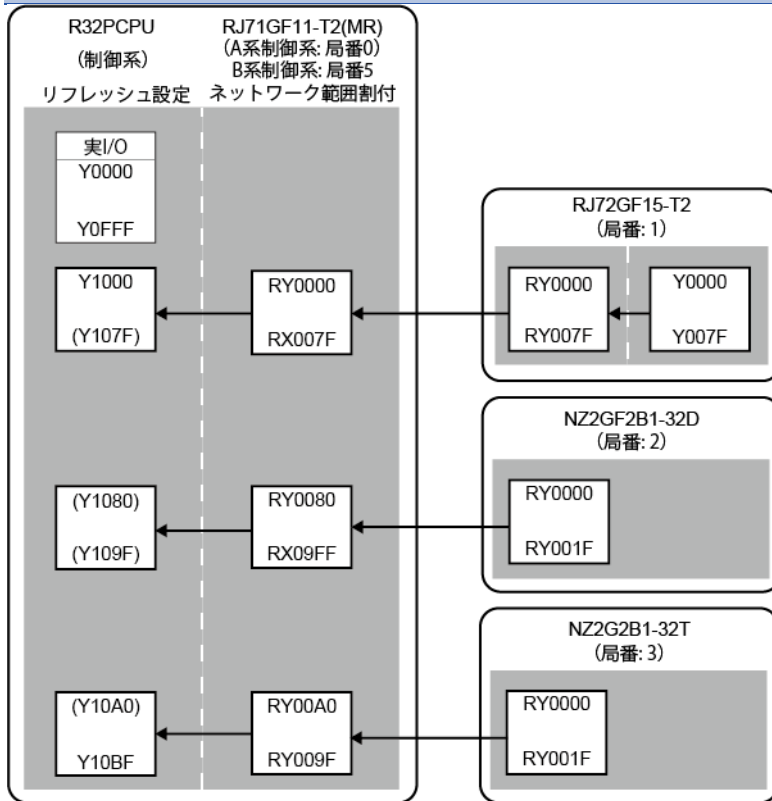 R32PCPU
(制御系)
リフレッシュ設定
RJ71GF11-T2(MR)
(A系制御系: 局番0)
B系制御系: 局番5
ネットワーク範囲割付
実I/O
Y0000
Y0FFF
Y1000
(Y107F)
RY0000
RX007F
RJ72GF15-T2
(局番: 1)
RY0000
RY007F
Y0000
Y007F
(Y1080)
(Y109F)
RY0080
RX09FF
NZ2GF2B1-32D
(局番: 2)
RY0000
RY001F
(Y10A0)
Y10BF
RY00A0
RY009F
NZ2G2B1-32T
(局番: 3)
RY0000
RY001F